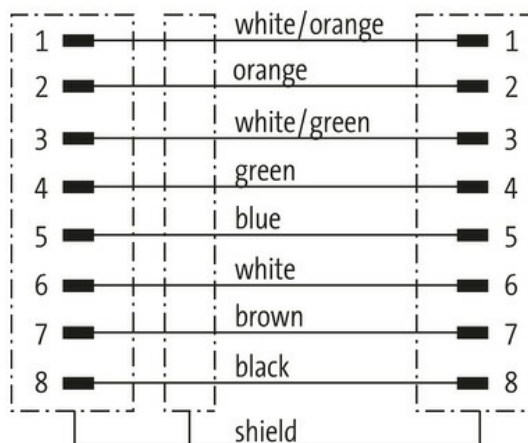 1 white/orange 1
2 orange 2
3 white/green 3
4 green 4
5 blue 5
6 white 6
7 brown 7
8 black 8
shield